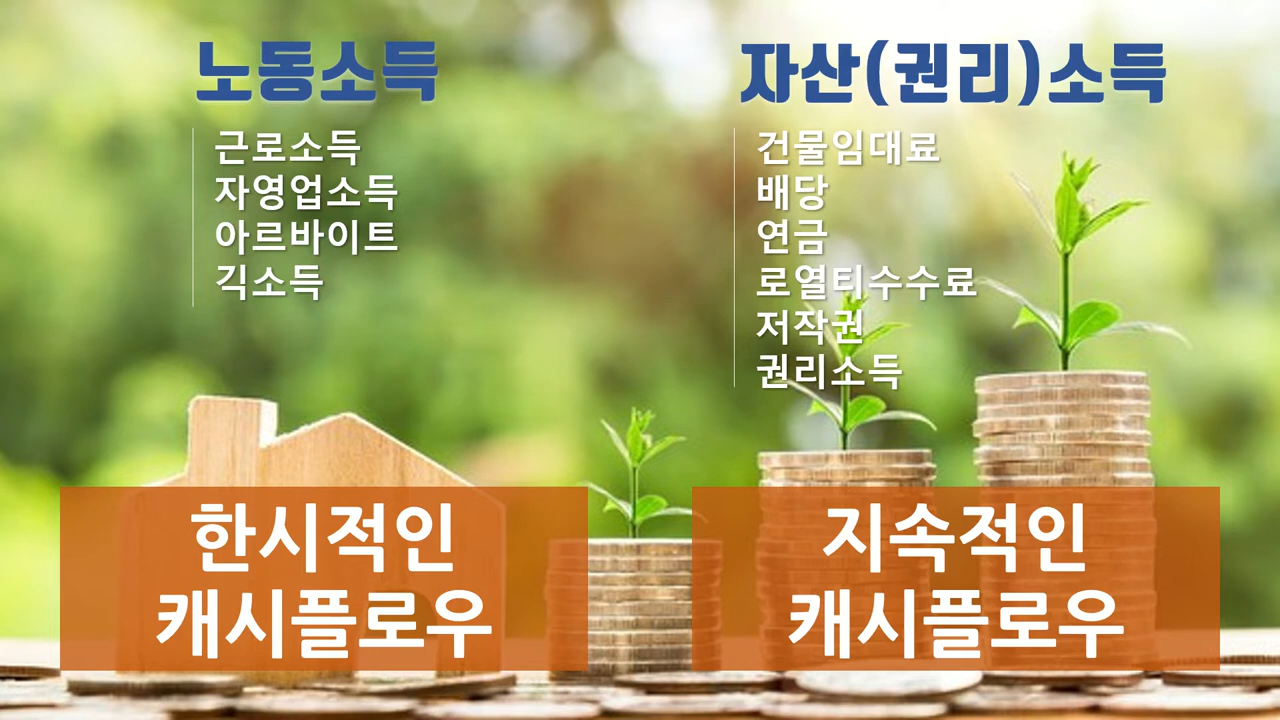 노동소득
근로소득
자영업소득
아르바이트
긱소득
한시적인
캐시플로우
자산(권리)소득
건물임대료
배당
연금
로열티수수료
저작권
권리소득
지속적인
캐시플로우